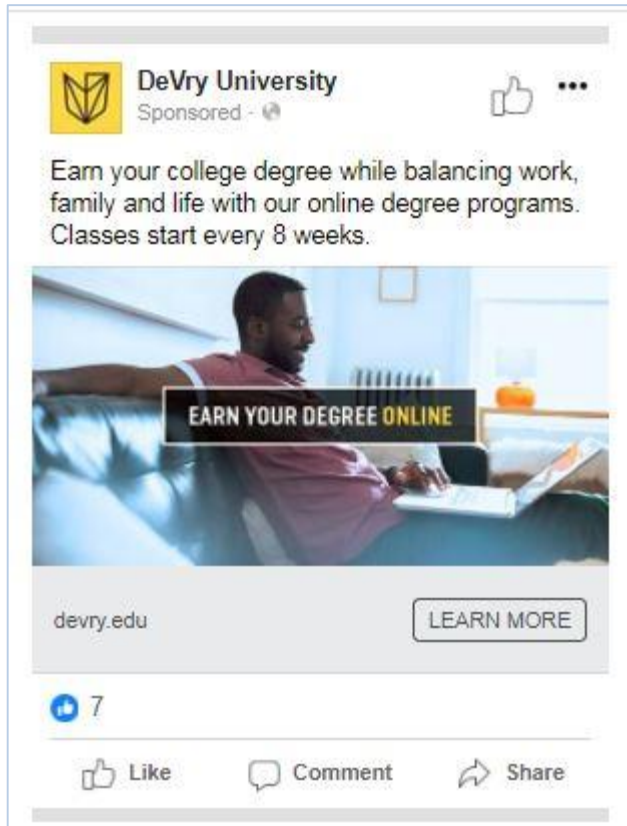 DeVry University
Sponsored ·
Earn your college degree while balancing work,
family and life with our online degree programs.
Classes start every 8 weeks.
EARN YOUR DEGREE ONLINE
devry.edu
LEARN MORE
7
Like Comment Share